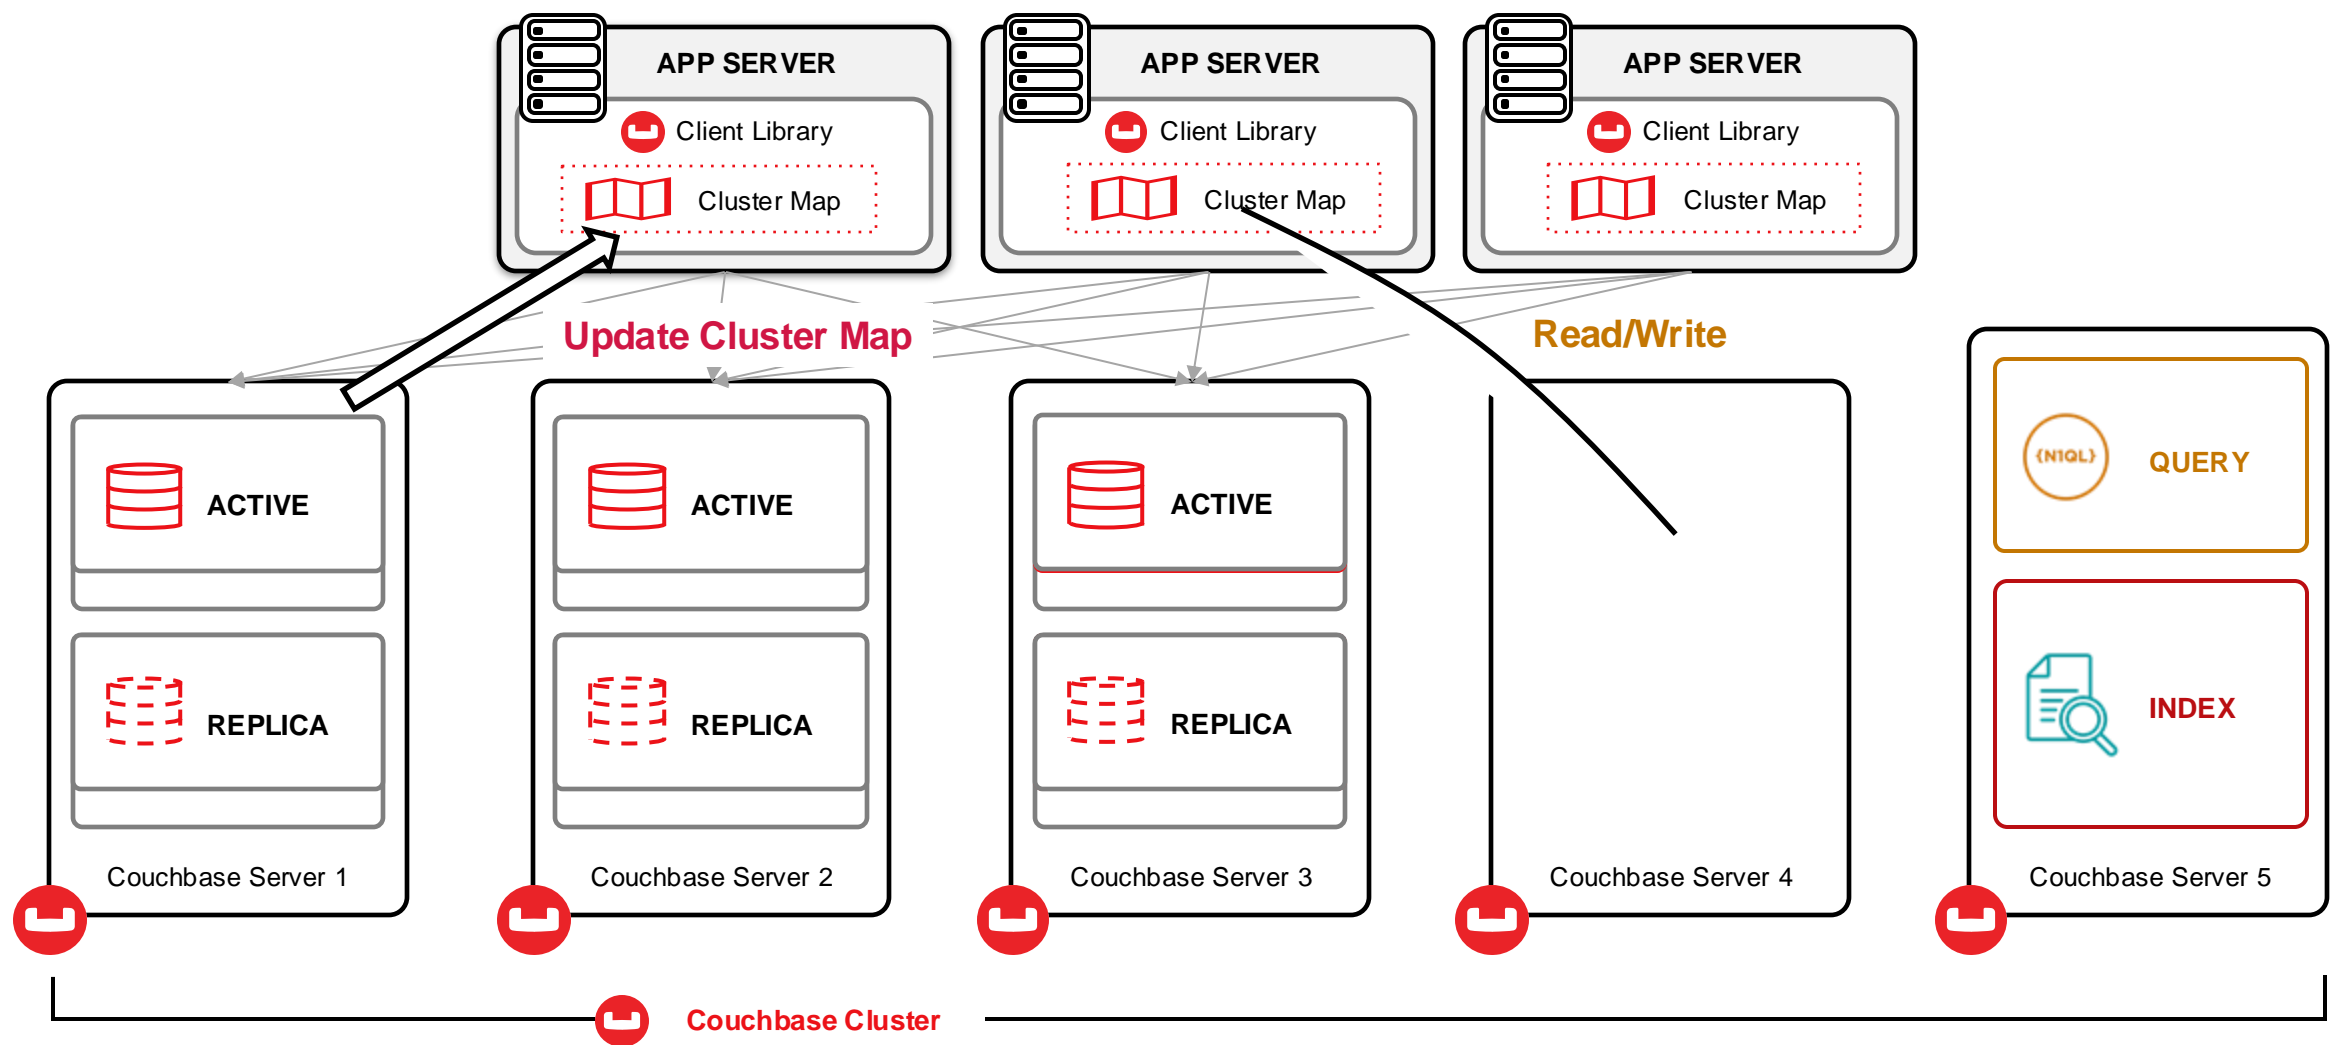 APP SERVER
Client Library
Cluster Map
APP SERVER
Client Library
Cluster Map
APP SERVER
Client Library
Cluster Map
Update Cluster Map
Read/Write
ACTIVE
REPLICA
Couchbase Server 1
ACTIVE
REPLICA
Couchbase Server 2
ACTIVE
REPLICA
Couchbase Server 3
Couchbase Server 4
{N1QL}
QUERY
INDEX
Couchbase Server 5
Couchbase Cluster